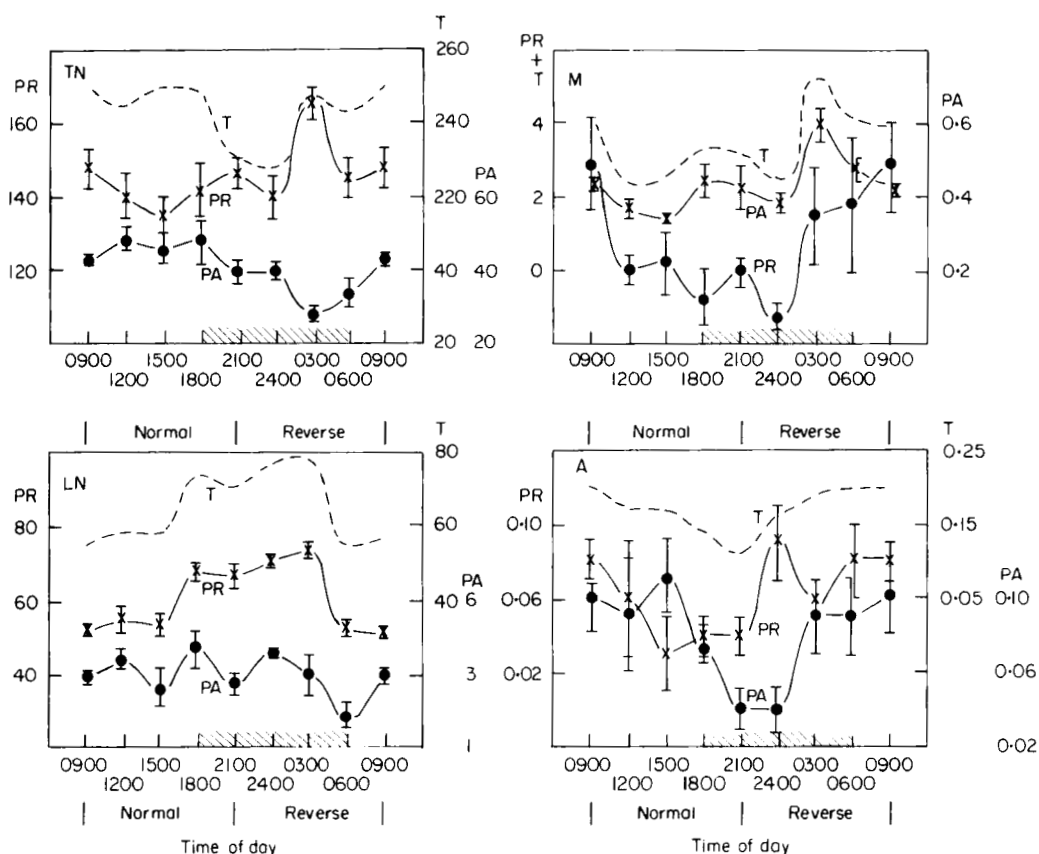 T
260
TN
PR
160
240
T
PA
220 60
140
PR
PA
120
40 40
20 20
0900 1500 2100 0300 0900
1200 1800 2400 0600
PR
+
T
M
PA
4
0·6
T
2
PA
0·4
PR
0
0·2
0900 1500 2100 0300 0900
1200 1800 2400 0600
Normal Reverse
T
80
LN
PR
T
80
60
PR
PA
60
40 6
40
PA
3
20
1
0900 1500 2100 0300 0900
1200 1800 2400 0600
Normal Reverse
Time of day
Normal Reverse
T
0·25
A
PR
0·10
T
0·15
PA
0·06
0·05 0·10
PR
0·02
PA
0·06
0·02
0900 1500 2100 0300 0900
1200 1800 2400 0600
Normal Reverse
Time of day